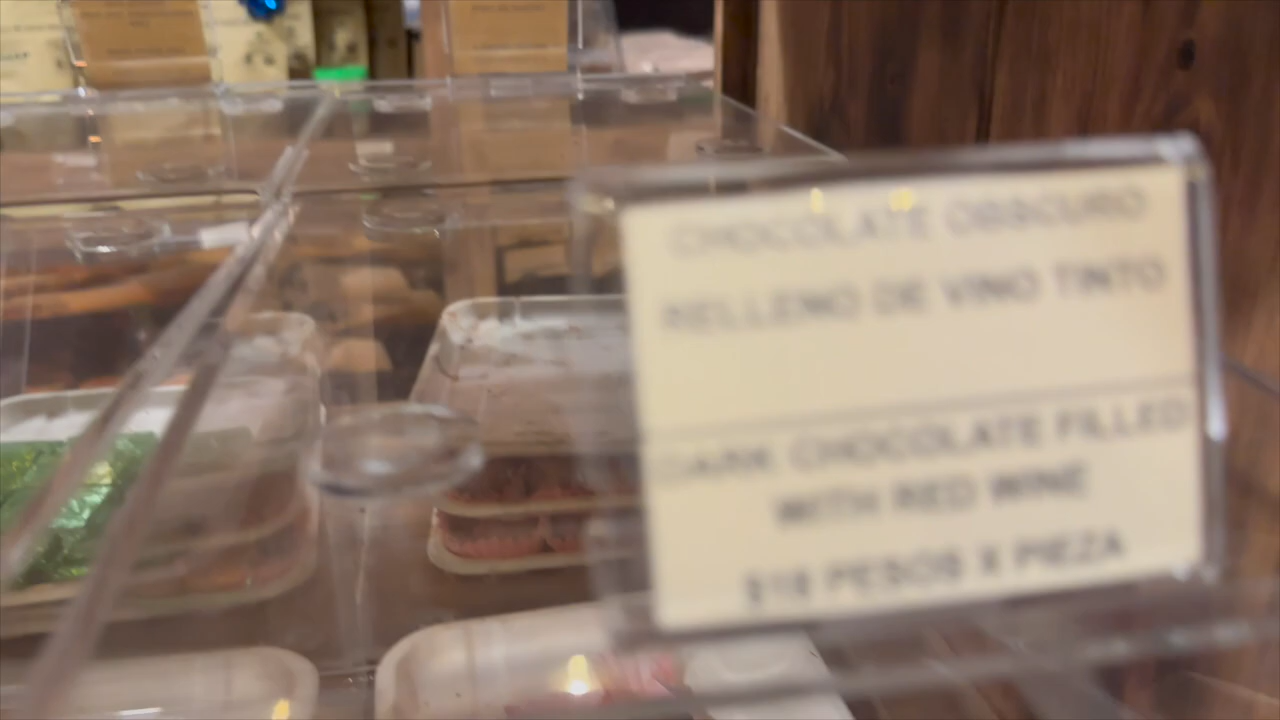 CHOCOLATE OBSCURO
RELLENO DE VINO TINTO
DARK CHOCOLATE FILLED
WITH RED WINE
PESOS X PIEZA